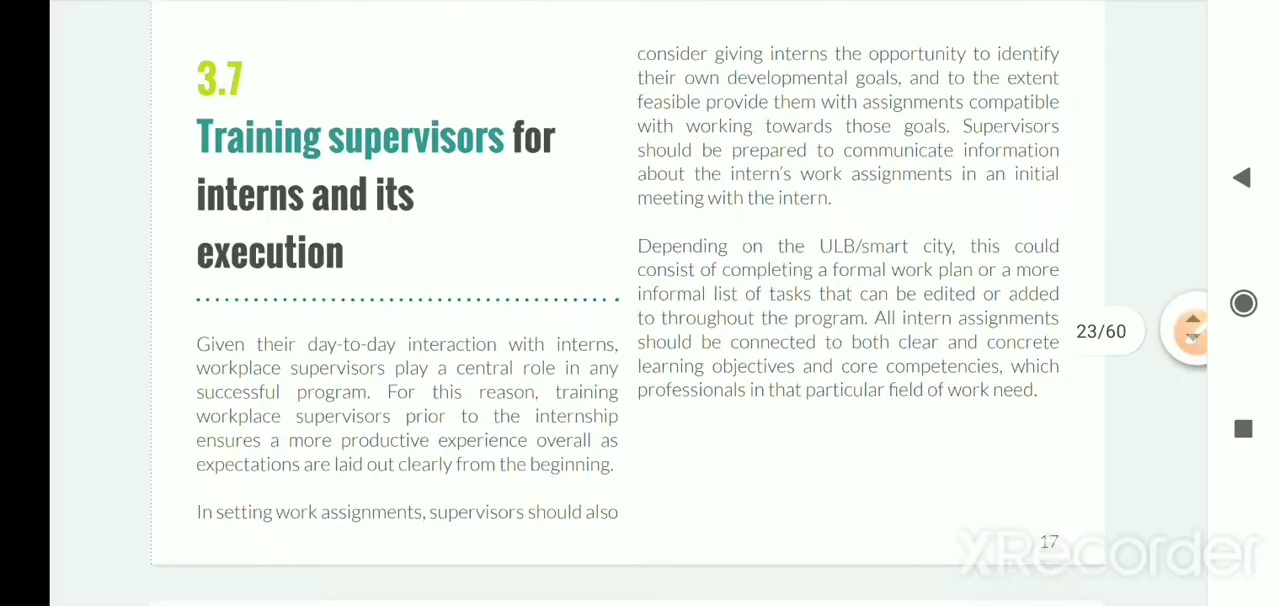 3.7
Training supervisors for
interns and its
execution
Given their day-to-day interaction with interns,
workplace supervisors play a central role in any
successful program. For this reason, training
workplace supervisors prior to the internship
ensures a more productive experience overall as
expectations are laid out clearly from the beginning.
In setting work assignments, supervisors should also
consider giving interns the opportunity to identify
their own developmental goals, and to the extent
feasible provide them with assignments compatible
with working towards those goals. Supervisors
should be prepared to communicate information
about the intern's work assignments in an initial
meeting with the intern.
Depending on the ULB/smart city, this could
consist of completing a formal work plan or a more
informal list of tasks that can be edited or added
to throughout the program. All intern assignments
should be connected to both clear and concrete
learning objectives and core competencies, which
professionals in that particular field of work need.
23/60
17
XRecorder